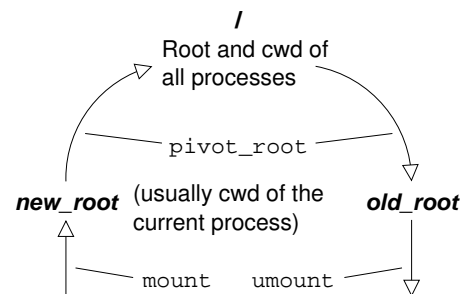 /
Root and cwd of
all processes
pivot_root
new_root
(usually cwd of the
current process)
old_root
mount
umount